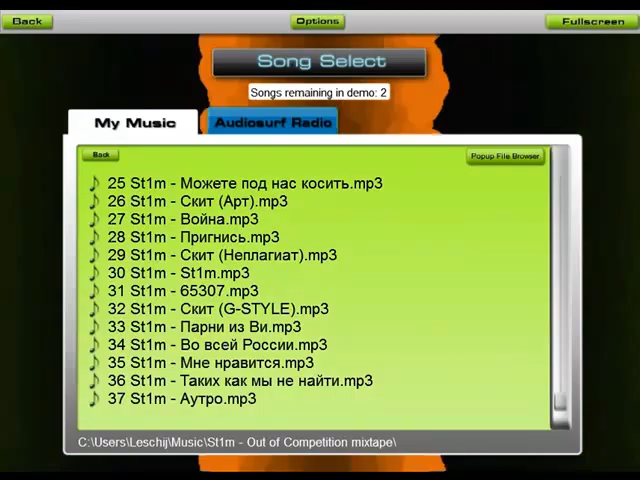 Back
Options
Fullscreen
Song Select
Songs remaining in demo: 2
My Music
Audiosurf Radio
Back
Popup File Browser
25 St1m - Можете под нас косить.mp3
26 St1m - Скит (Арт).mp3
27 St1m - Война.mp3
28 St1m - Пригнись.mp3
29 St1m - Скит (Неплагиат).mp3
30 St1m - St1m.mp3
31 St1m - 65307.mp3
32 St1m - Скит (G-STYLE).mp3
33 St1m - Парни из Ви.mp3
34 St1m - Во всей России.mp3
35 St1m - Мне нравится.mp3
36 St1m - Таких как мы не найти.mp3
37 St1m - Аутро.mp3
C:\Users\Leschij\Music\St1m - Out of Competition mixtape\